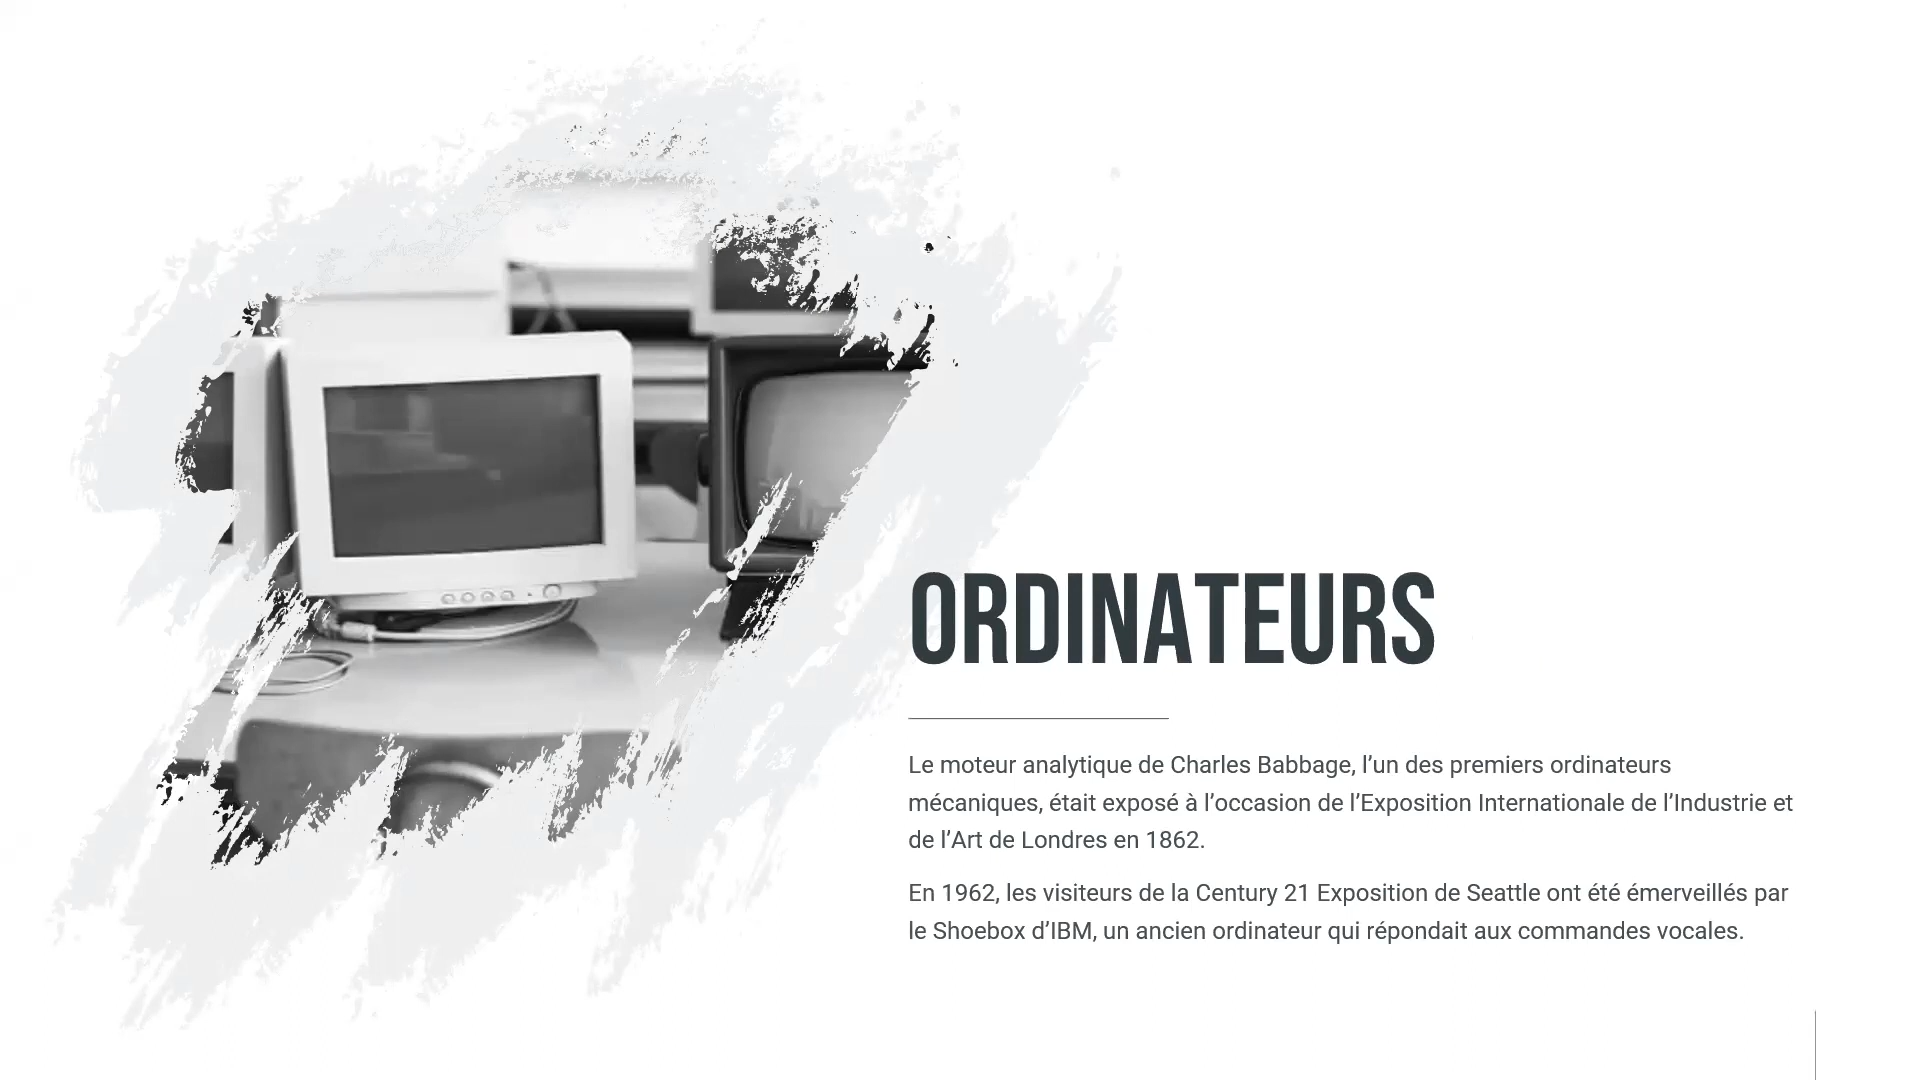 ORDINATEURS
Le moteur analytique de Charles Babbage, l’un des premiers ordinateurs
mécaniques, était exposé à l’occasion de l’Exposition Internationale de l’Industrie et
de l’Art de Londres en 1862.
En 1962, les visiteurs de la Century 21 Exposition de Seattle ont été émerveillés par
le Shoebox d’IBM, un ancien ordinateur qui répondait aux commandes vocales.